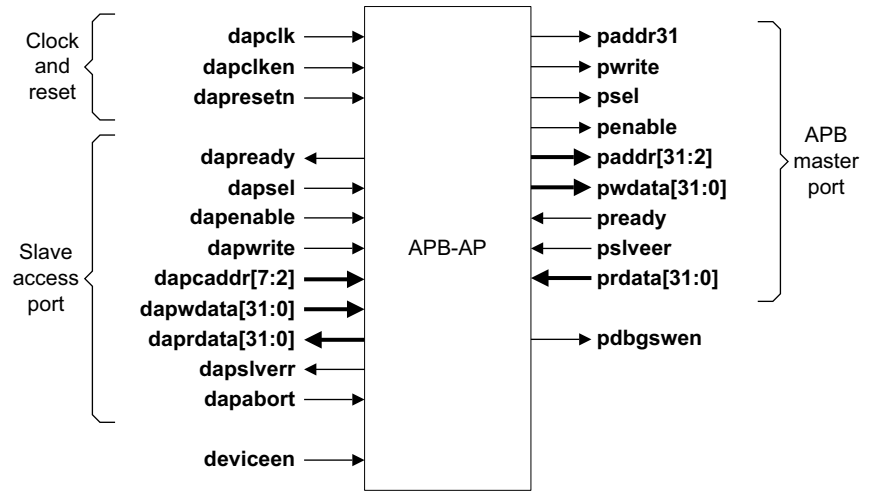 Clock
and
reset
dapclk
dapclken
dapresetn
Slave
access
port
dapready
dapsel
dapenable
dapwrite
dapcaddr[7:2]
dapwdata[31:0]
daprdata[31:0]
dapslverr
dapabort
deviceen
APB-AP
paddr31
pwrite
psel
penable
paddr[31:2]
pwdata[31:0]
pready
pslveer
prdata[31:0]
APB
master
port
pdbgswen